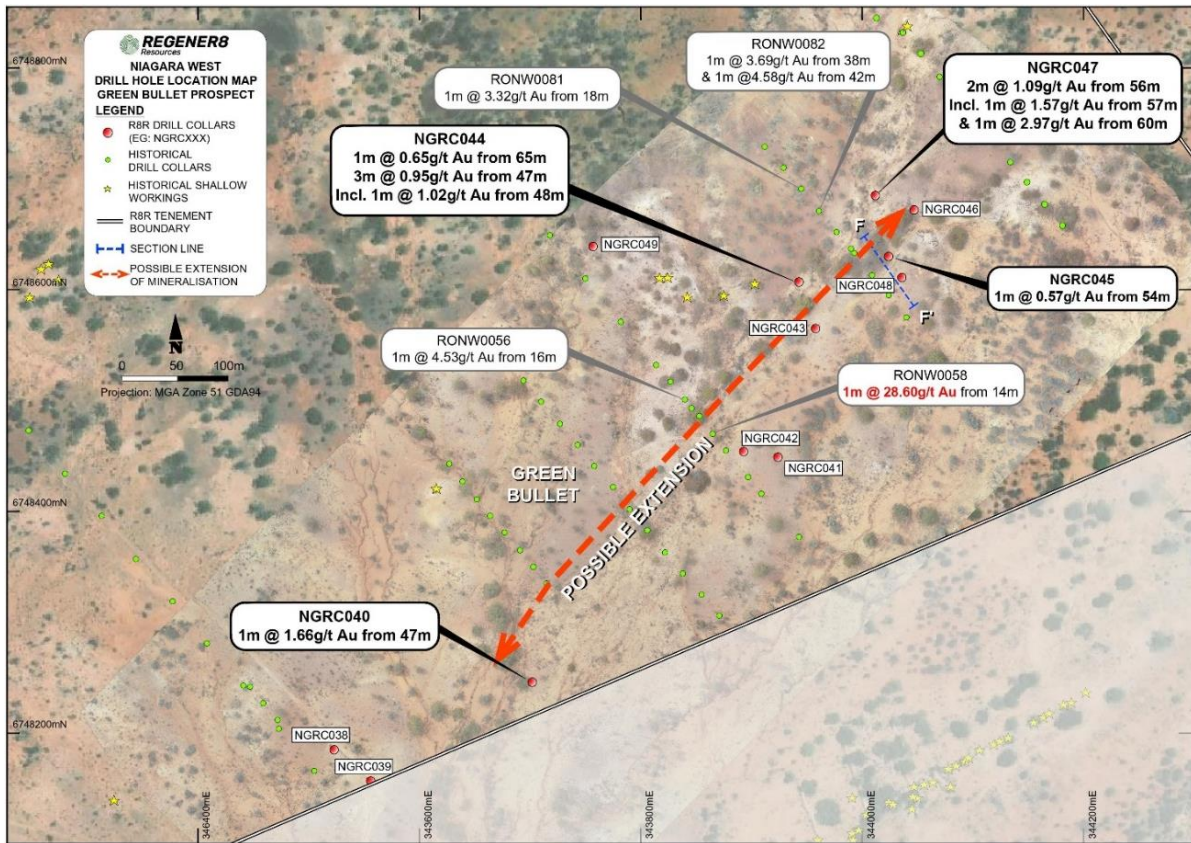 REGENER8
Resources
NIAGARA WEST
DRILL HOLE LOCATION MAP
GREEN BULLET PROSPECT
LEGEND
R8R DRILL COLLARS
(EG: NGRCXXX)
HISTORICAL
DRILL COLLARS
HISTORICAL SHALLOW
WORKINGS
R8R TENEMENT
BOUNDARY
SECTION LINE
POSSIBLE EXTENSION
OF MINERALISATION
N
0 50 100m
Projection: MGA Zone 51 GDA94
RONW0082
1m @ 3.69g/t Au from 38m
& 1m @4.58g/t Au from 42m
RONW0081
1m @ 3.32g/t Au from 18m
NGRC047
2m @ 1.09g/t Au from 56m
Incl. 1m @ 1.57g/t Au from 57m
& 1m @ 2.97g/t Au from 60m
NGRC044
1m @ 0.65g/t Au from 65m
3m @ 0.95g/t Au from 47m
Incl. 1m @ 1.02g/t Au from 48m
NGRC046
F
NGRC049
NGRC048
NGRC045
1m @ 0.57g/t Au from 54m
F'
NGRC043
RONW0056
1m @ 4.53g/t Au from 16m
RONW0058
1m @ 28.60g/t Au from 14m
NGRC042
NGRC041
GREEN
BULLET
POSSIBLE EXTENSION
NGRC040
1m @ 1.66g/t Au from 47m
NGRC038
NGRC039
6748800mN
6748600mN
6748400mN
6748200mN
346400mE
343600mE
343800mE
344000mE
344200mE